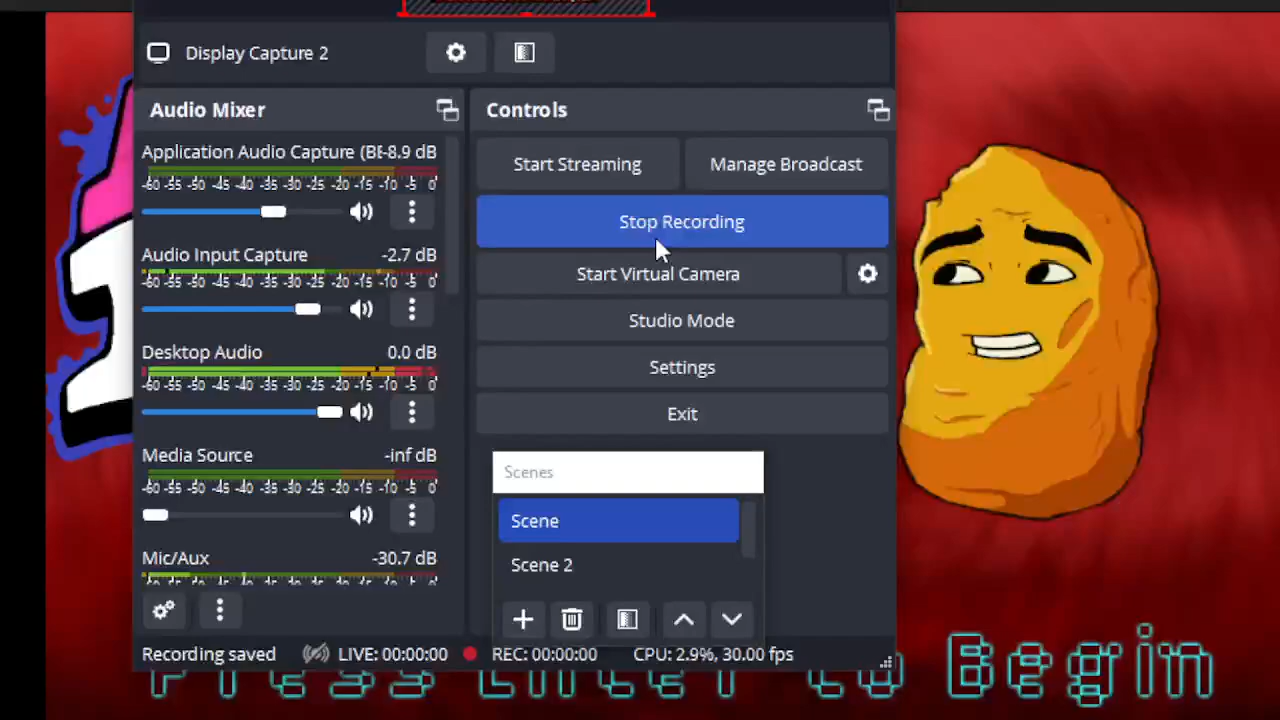 Display Capture 2
Audio Mixer
Application Audio Capture (BE-8.9 dB
-60 -55 -50 -45 -40 -35 -30 -25 -20 -15 -10 -5 0
Audio Input Capture -2.7 dB
-60 -55 -50 -45 -40 -35 -30 -25 -20 -15 -10 -5 0
Desktop Audio 0.0 dB
-60 -55 -50 -45 -40 -35 -30 -25 -20 -15 -10 -5 0
Media Source -inf dB
-60 -55 -50 -45 -40 -35 -30 -25 -20 -15 -10 -5 0
Mic/Aux -30.7 dB
Controls
Start Streaming Manage Broadcast
Stop Recording
Start Virtual Camera
Studio Mode
Settings
Exit
Scenes
Scene
Scene 2
Recording saved LIVE: 00:00:00 REC: 00:00:00 CPU: 2.9%, 30.00 fps
Press Enter to Begin